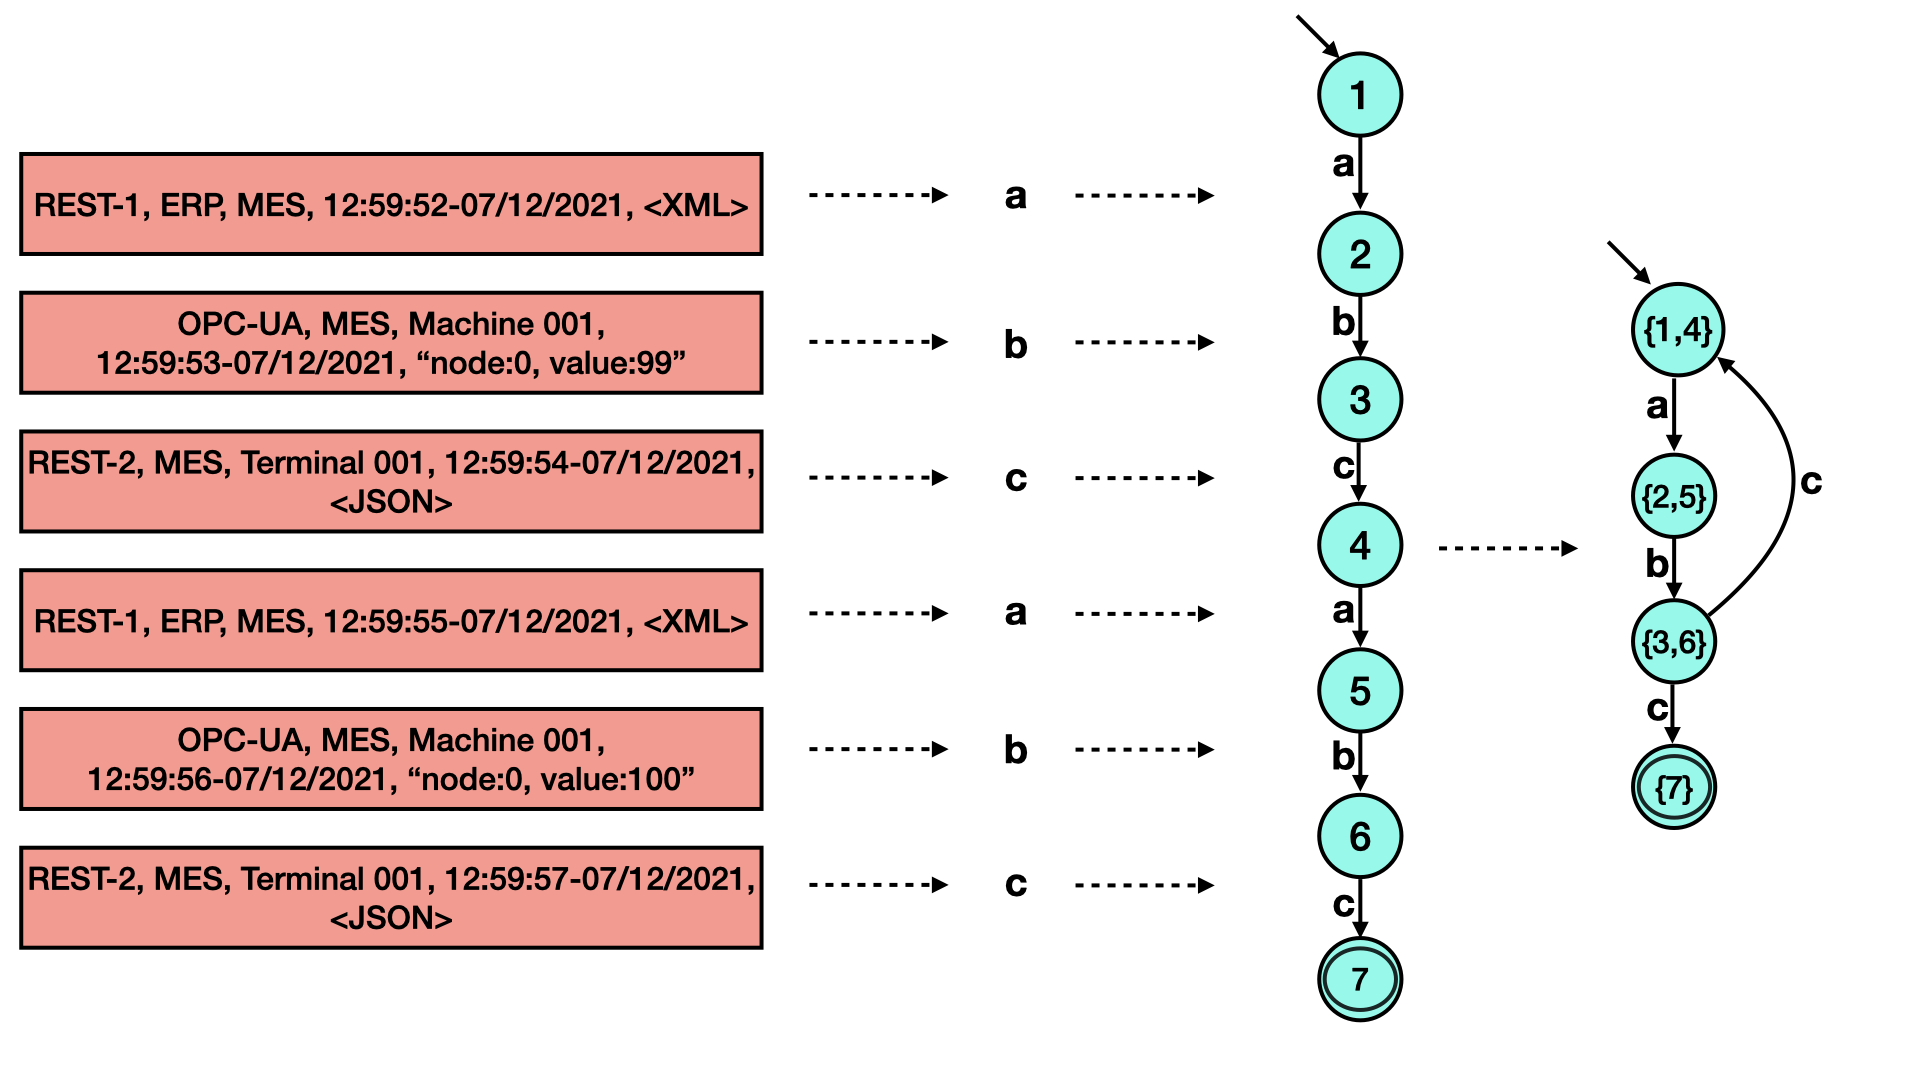 REST-1, ERP, MES, 12:59:52-07/12/2021, <XML>
OPC-UA, MES, Machine 001,
12:59:53-07/12/2021, “node:0, value:99”
REST-2, MES, Terminal 001, 12:59:54-07/12/2021,
<JSON>
REST-1, ERP, MES, 12:59:55-07/12/2021, <XML>
OPC-UA, MES, Machine 001,
12:59:56-07/12/2021, “node:0, value:100”
REST-2, MES, Terminal 001, 12:59:57-07/12/2021,
<JSON>
a
b
c
a
b
c
1
a
2
b
3
c
4
a
5
b
6
c
7
{1,4}
a
{2,5}
b
{3,6}
c
c
{7}